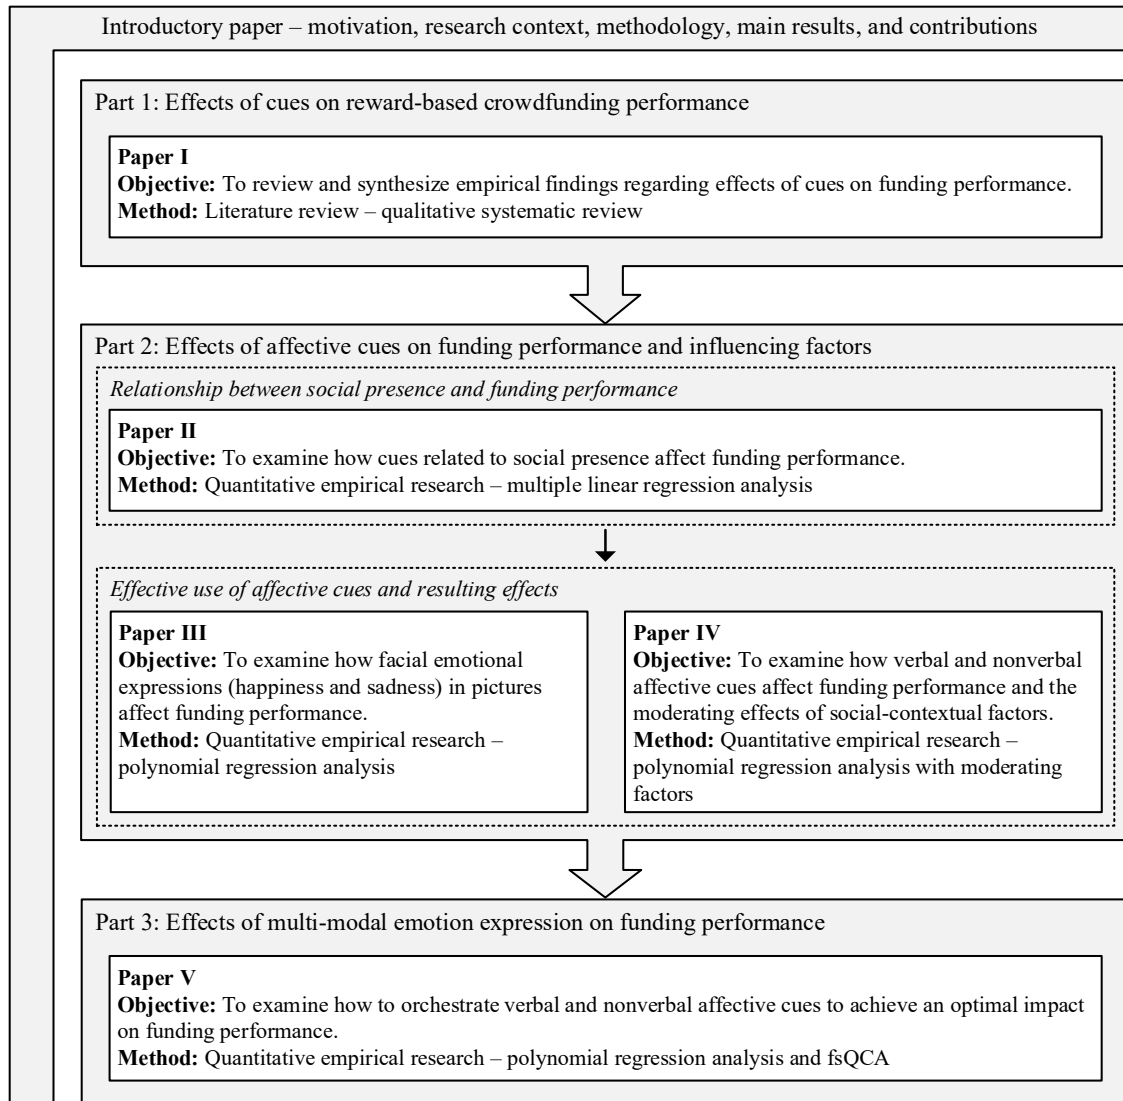 Introductory paper – motivation, research context, methodology, main results, and contributions
Part 1: Effects of cues on reward-based crowdfunding performance
Paper I
Objective: To review and synthesize empirical findings regarding effects of cues on funding performance.
Method: Literature review – qualitative systematic review
Part 2: Effects of affective cues on funding performance and influencing factors
Relationship between social presence and funding performance
Paper II
Objective: To examine how cues related to social presence affect funding performance.
Method: Quantitative empirical research – multiple linear regression analysis
Effective use of affective cues and resulting effects
Paper III
Objective: To examine how facial emotional
expressions (happiness and sadness) in pictures
affect funding performance.
Method: Quantitative empirical research –
polynomial regression analysis
Paper IV
Objective: To examine how verbal and nonverbal
affective cues affect funding performance and the
moderating effects of social-contextual factors.
Method: Quantitative empirical research –
polynomial regression analysis with moderating
factors
Part 3: Effects of multi-modal emotion expression on funding performance
Paper V
Objective: To examine how to orchestrate verbal and nonverbal affective cues to achieve an optimal impact
on funding performance.
Method: Quantitative empirical research – polynomial regression analysis and fsQCA